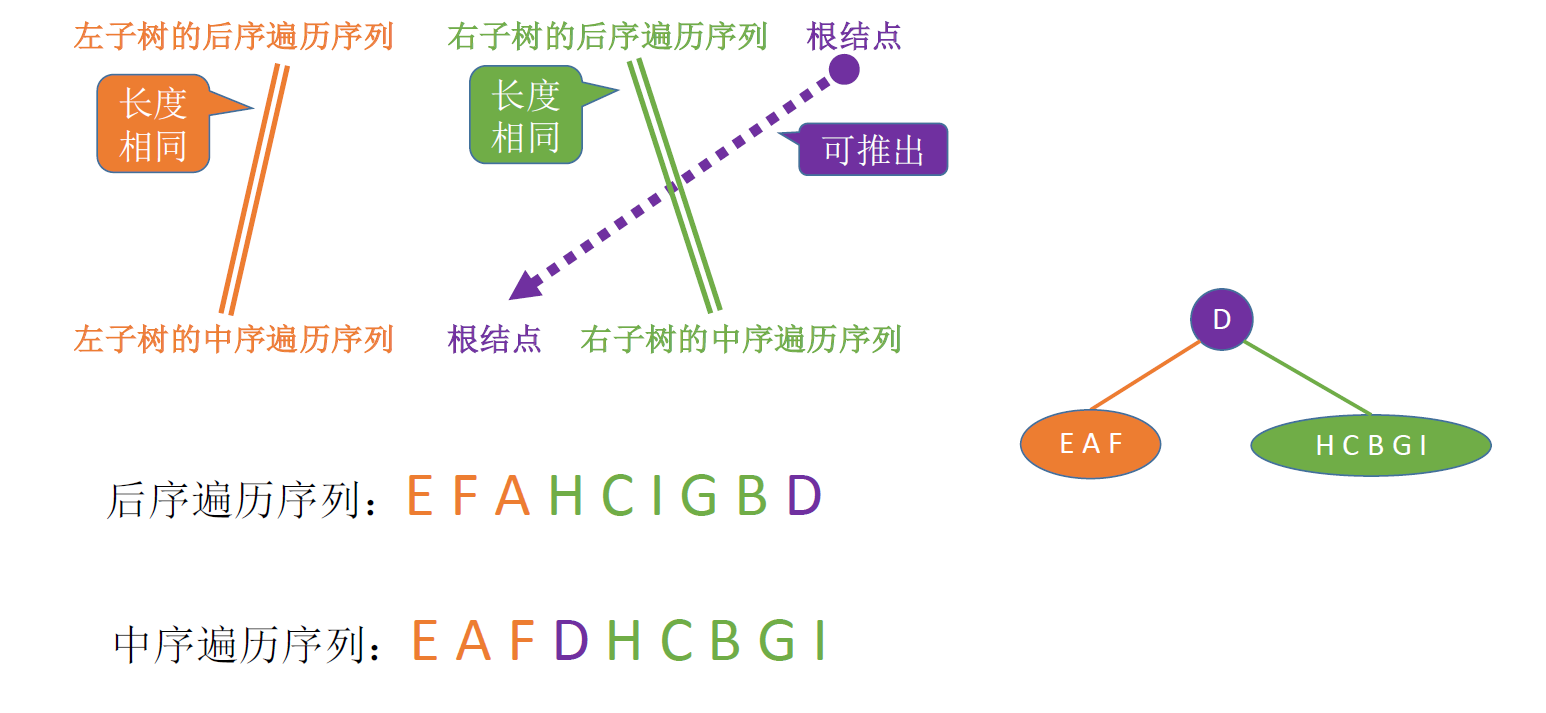 左子树的后序遍历序列 右子树的后序遍历序列 根结点
长度
相同
长度
相同
可推出
左子树的中序遍历序列 根结点 右子树的中序遍历序列
D
E A F
H C B G I
后序遍历序列：E F A H C I G B D
中序遍历序列：E A F D H C B G I